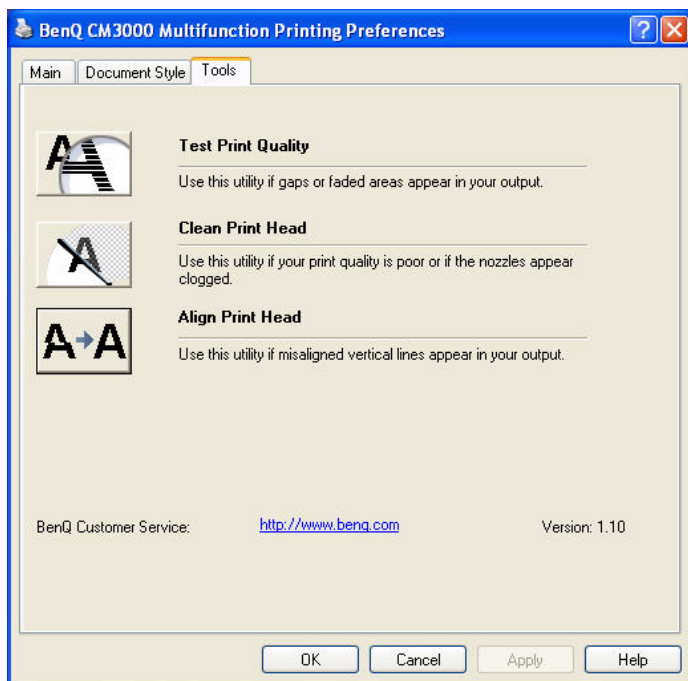 BenQ CM3000 Multifunction Printing Preferences
Main Document Style Tools
Test Print Quality
Use this utility if gaps or faded areas appear in your output.
Clean Print Head
Use this utility if your print quality is poor or if the nozzles appear
clogged.
Align Print Head
A A
Use this utility if misaligned vertical lines appear in your output.
BenQ Customer Service: http://www.benq.com Version: 1.10
OK Cancel Apply Help